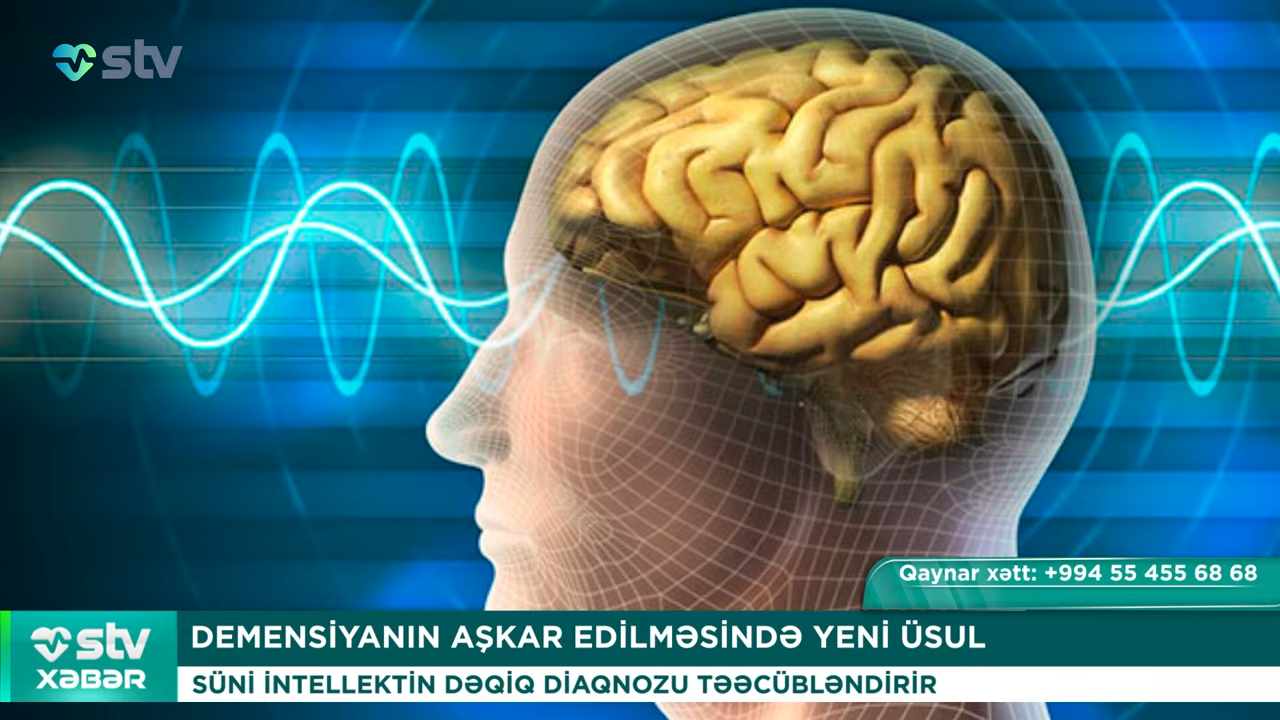 stv
Qaynar xətt: +994 55 455 68 68
stv
XƏBƏR
DEMENSİYANIN AŞKAR EDİLMƏSİNDƏ YENİ ÜSUL
SÜNİ İNTELLEKTİN DƏQİQ DİAQNOZU TƏƏCÜBLƏNDİRİR